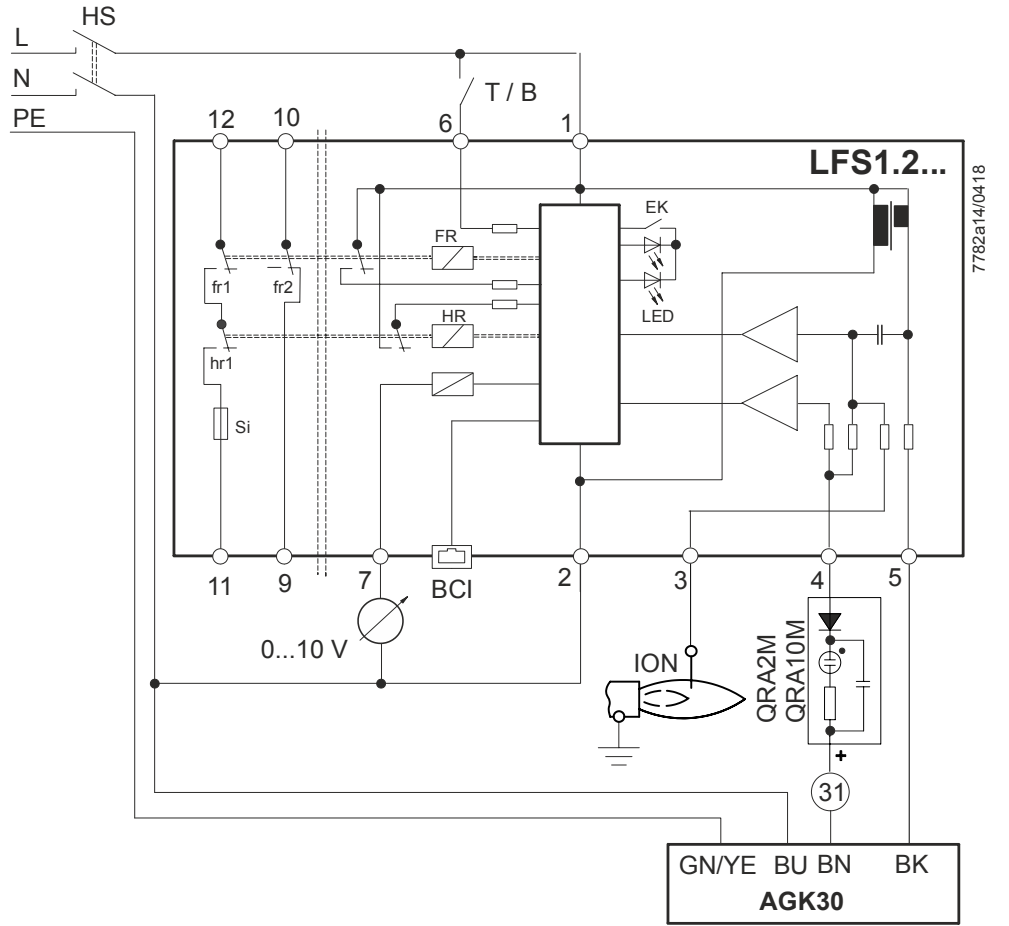 HS
L
N
PE
T / B
12
10
6
1
LFS1.2...
7782a14/0418
EK
FR
fr1
fr2
LED
HR
hr1
Si
11
9
7
BCI
2
3
4
5
0...10 V
ION
QRA2M
QRA10M
+
31
GN/YE
BU
BN
BK
AGK30